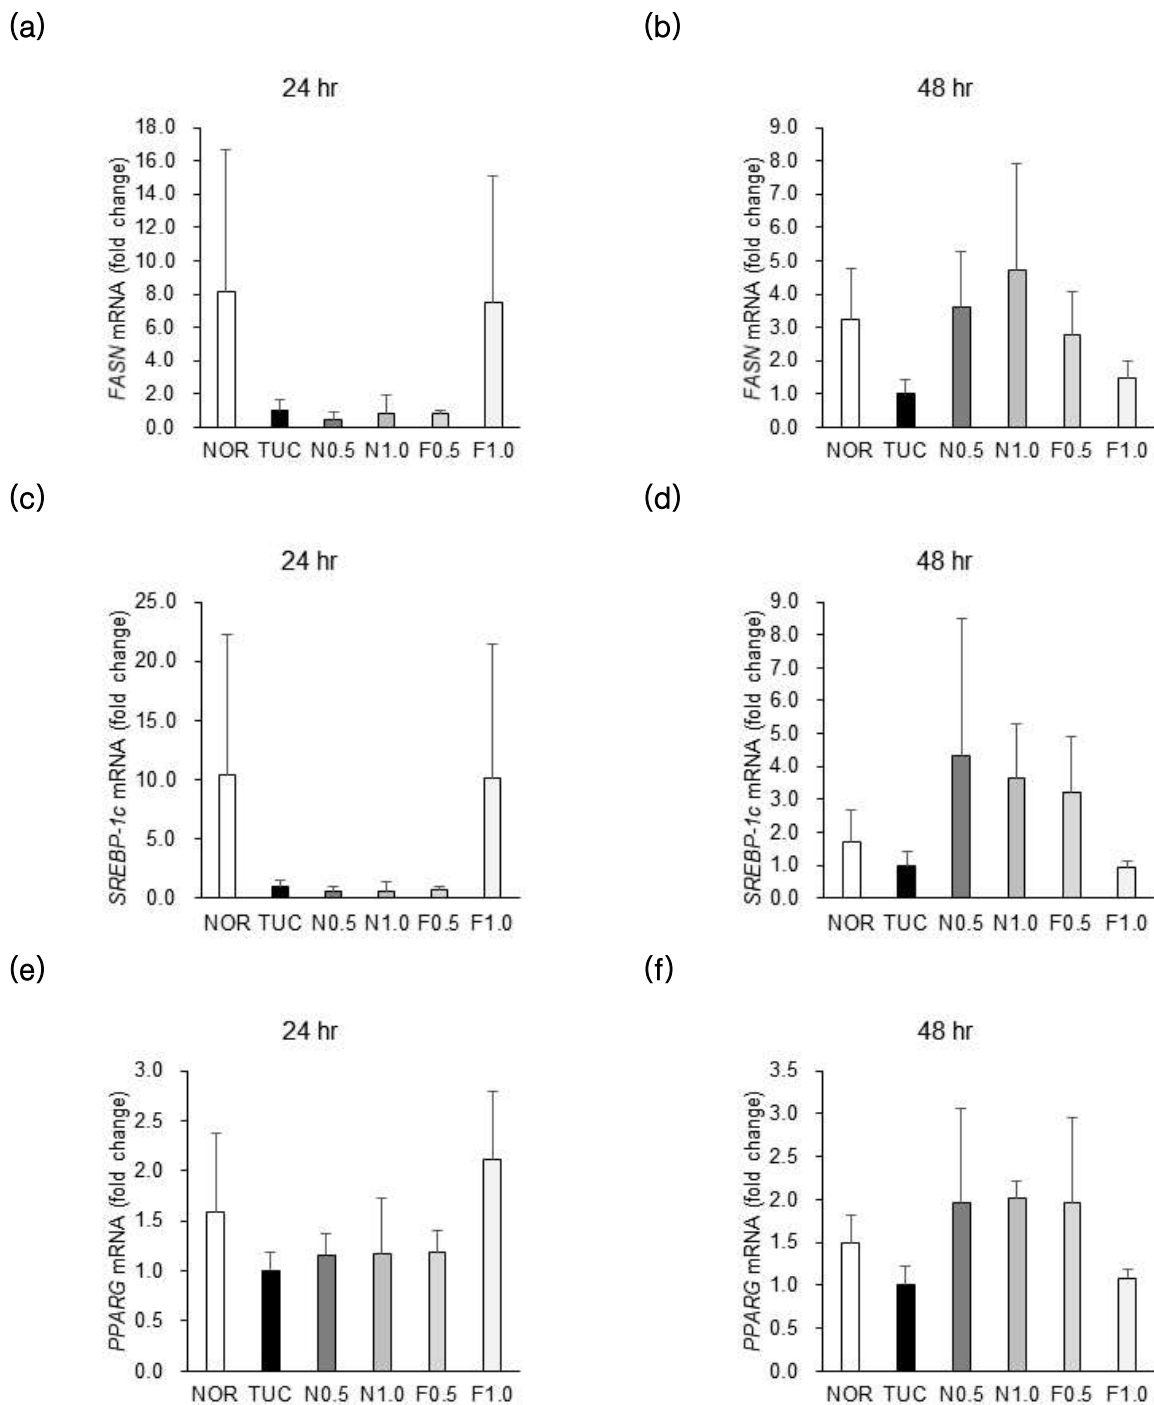 (a)
24 hr
FASN mRNA (fold change)
18.0
16.0
14.0
12.0
10.0
8.0
6.0
4.0
2.0
0.0
NOR TUC N0.5 N1.0 F0.5 F1.0
(b)
48 hr
FASN mRNA (fold change)
9.0
8.0
7.0
6.0
5.0
4.0
3.0
2.0
1.0
0.0
NOR TUC N0.5 N1.0 F0.5 F1.0
(c)
24 hr
SREBP-1c mRNA (fold change)
25.0
20.0
15.0
10.0
5.0
0.0
NOR TUC N0.5 N1.0 F0.5 F1.0
(d)
48 hr
SREBP-1c mRNA (fold change)
9.0
8.0
7.0
6.0
5.0
4.0
3.0
2.0
1.0
0.0
NOR TUC N0.5 N1.0 F0.5 F1.0
(e)
24 hr
PPARG mRNA (fold change)
3.0
2.5
2.0
1.5
1.0
0.5
0.0
NOR TUC N0.5 N1.0 F0.5 F1.0
(f)
48 hr
PPARG mRNA (fold change)
3.5
3.0
2.5
2.0
1.5
1.0
0.5
0.0
NOR TUC N0.5 N1.0 F0.5 F1.0